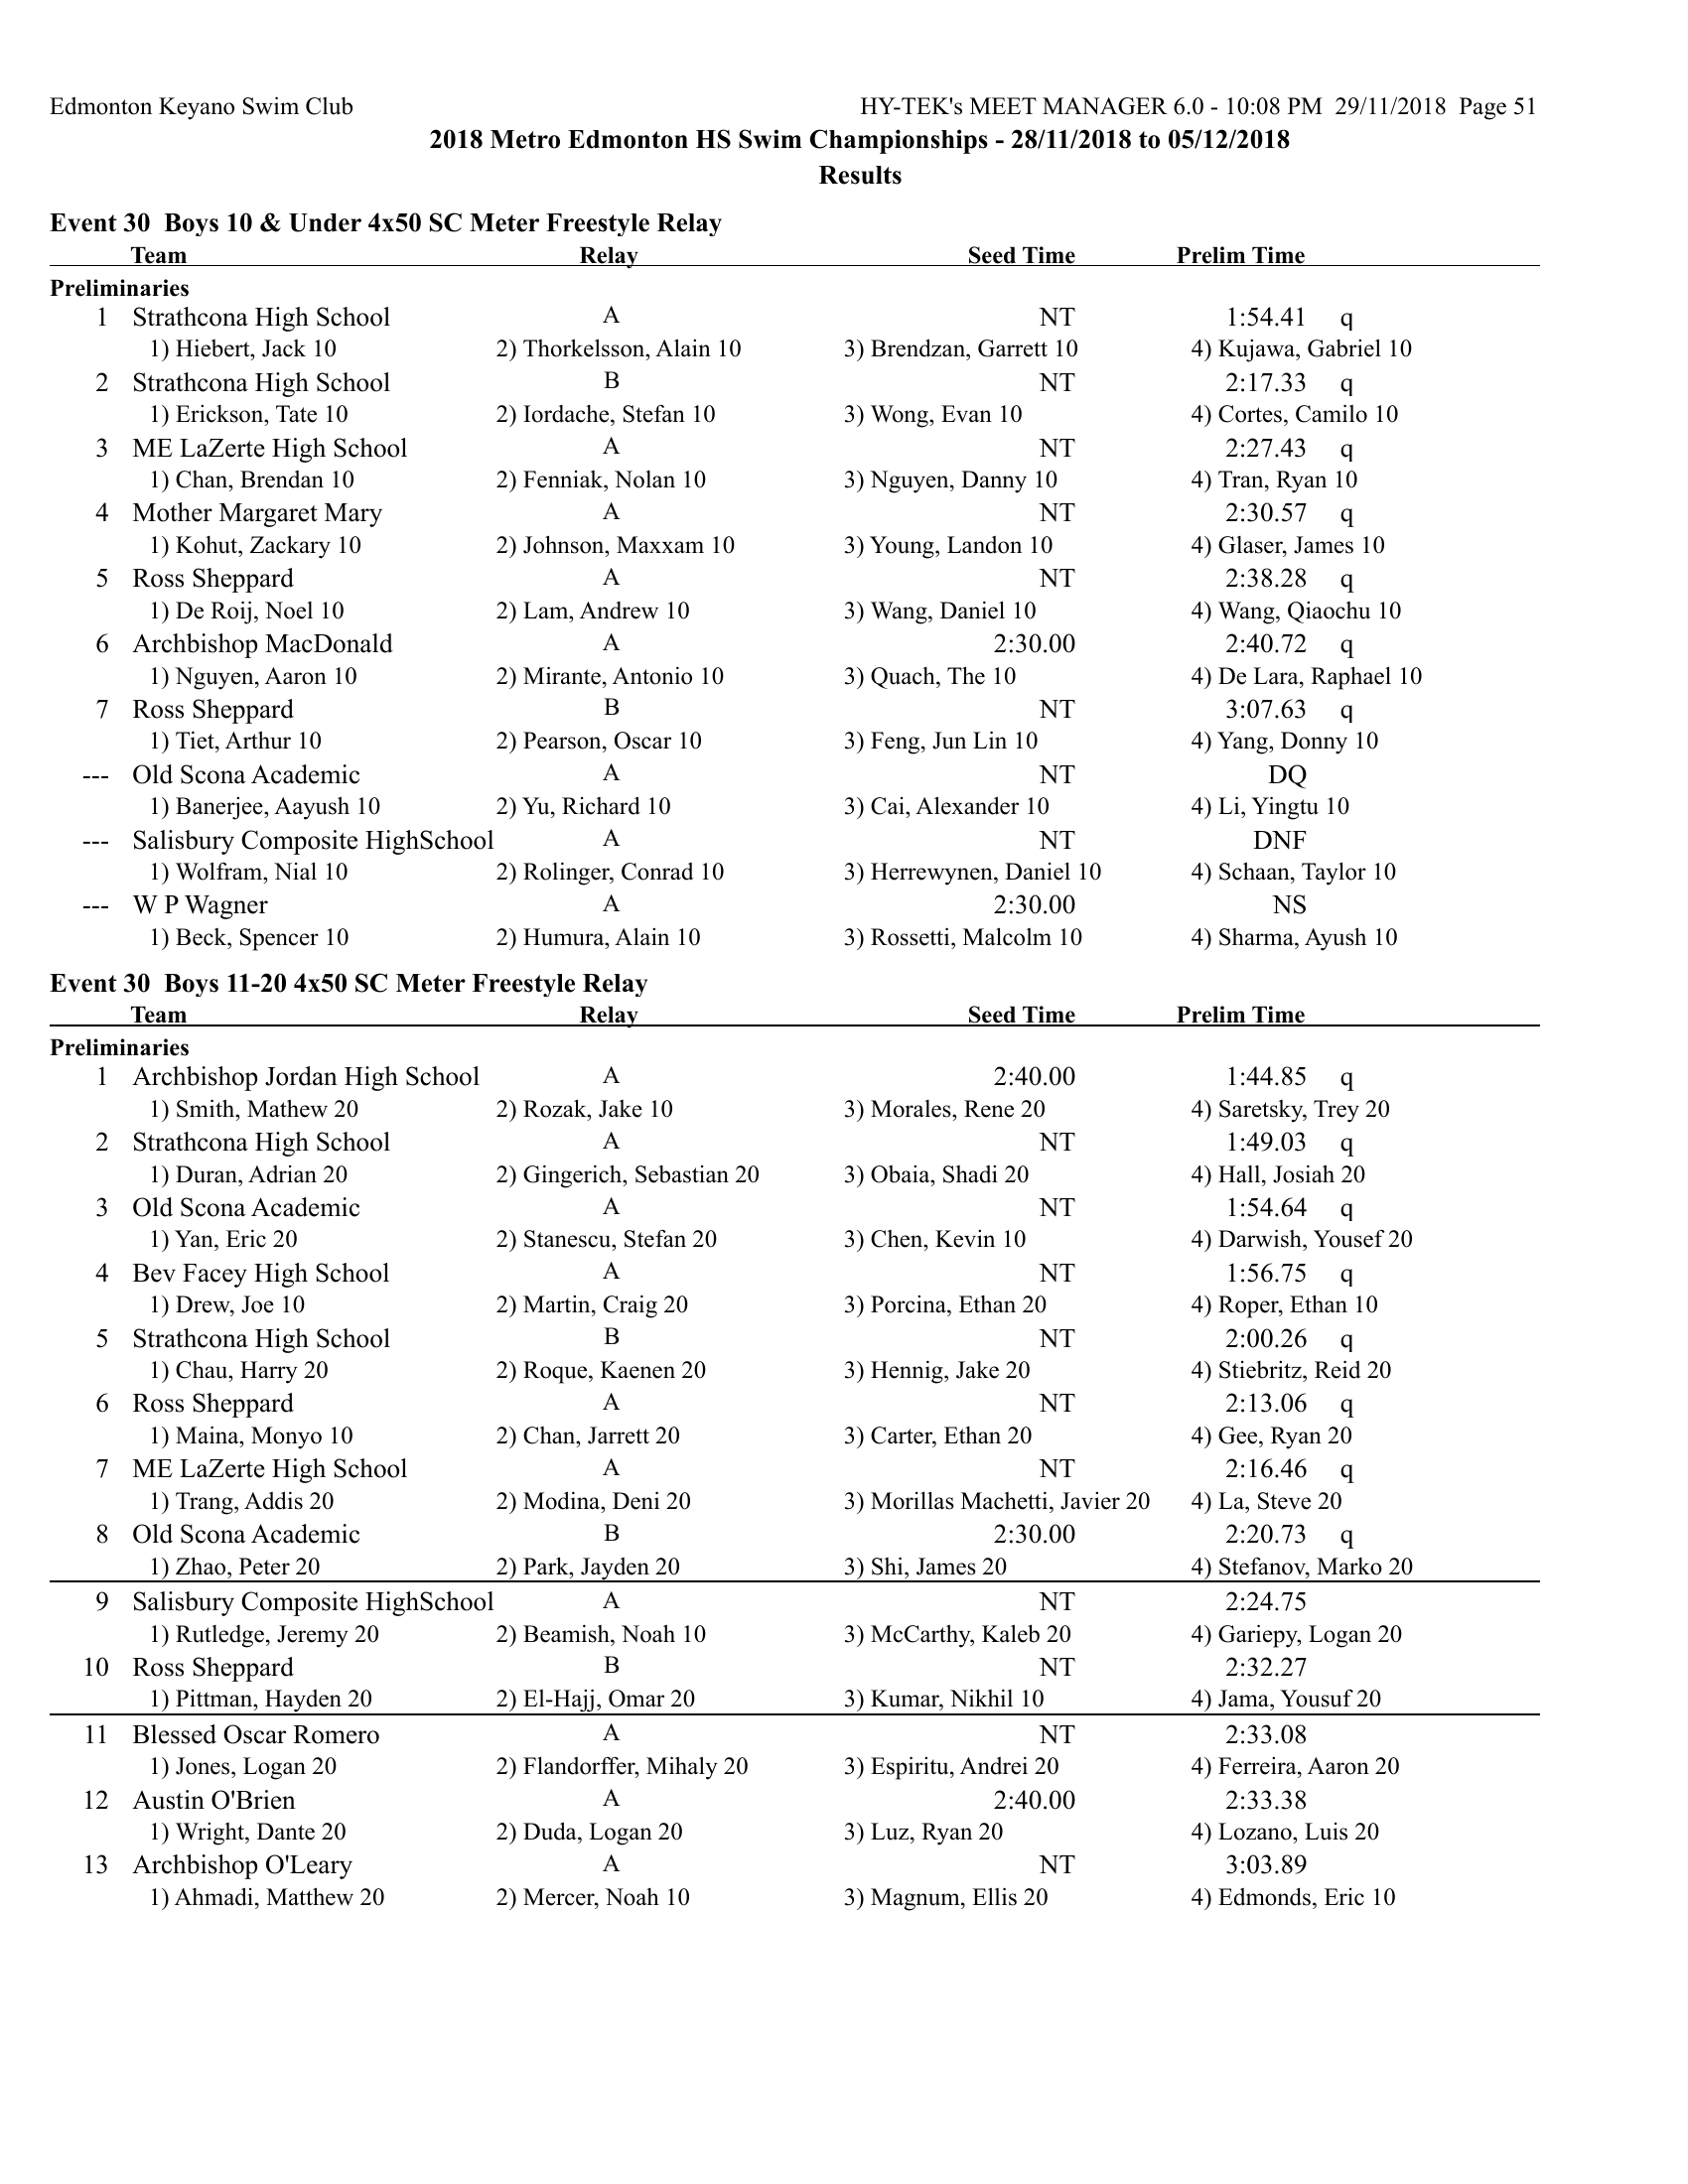 Edmonton Keyano Swim Club HY-TEK's MEET MANAGER 6.0 - 10:08 PM 29/11/2018 Page 51
2018 Metro Edmonton HS Swim Championships - 28/11/2018 to 05/12/2018
Results
Event 30 Boys 10 & Under 4x50 SC Meter Freestyle Relay
Team Relay Seed Time Prelim Time
Preliminaries
1 Strathcona High School A NT 1:54.41 q
1) Hiebert, Jack 10 2) Thorkelsson, Alain 10 3) Brendzan, Garrett 10 4) Kujawa, Gabriel 10
2 Strathcona High School B NT 2:17.33 q
1) Erickson, Tate 10 2) Iordache, Stefan 10 3) Wong, Evan 10 4) Cortes, Camilo 10
3 ME LaZerte High School A NT 2:27.43 q
1) Chan, Brendan 10 2) Fenniak, Nolan 10 3) Nguyen, Danny 10 4) Tran, Ryan 10
4 Mother Margaret Mary A NT 2:30.57 q
1) Kohut, Zackary 10 2) Johnson, Maxxam 10 3) Young, Landon 10 4) Glaser, James 10
5 Ross Sheppard A NT 2:38.28 q
1) De Roij, Noel 10 2) Lam, Andrew 10 3) Wang, Daniel 10 4) Wang, Qiaochu 10
6 Archbishop MacDonald A 2:30.00 2:40.72 q
1) Nguyen, Aaron 10 2) Mirante, Antonio 10 3) Quach, The 10 4) De Lara, Raphael 10
7 Ross Sheppard B NT 3:07.63 q
1) Tiet, Arthur 10 2) Pearson, Oscar 10 3) Feng, Jun Lin 10 4) Yang, Donny 10
--- Old Scona Academic A NT DQ
1) Banerjee, Aayush 10 2) Yu, Richard 10 3) Cai, Alexander 10 4) Li, Yingtu 10
--- Salisbury Composite HighSchool A NT DNF
1) Wolfram, Nial 10 2) Rolinger, Conrad 10 3) Herrewynen, Daniel 10 4) Schaan, Taylor 10
--- W P Wagner A 2:30.00 NS
1) Beck, Spencer 10 2) Humura, Alain 10 3) Rossetti, Malcolm 10 4) Sharma, Ayush 10
Event 30 Boys 11-20 4x50 SC Meter Freestyle Relay
Team Relay Seed Time Prelim Time
Preliminaries
1 Archbishop Jordan High School A 2:40.00 1:44.85 q
1) Smith, Mathew 20 2) Rozak, Jake 10 3) Morales, Rene 20 4) Saretsky, Trey 20
2 Strathcona High School A NT 1:49.03 q
1) Duran, Adrian 20 2) Gingerich, Sebastian 20 3) Obaia, Shadi 20 4) Hall, Josiah 20
3 Old Scona Academic A NT 1:54.64 q
1) Yan, Eric 20 2) Stanescu, Stefan 20 3) Chen, Kevin 10 4) Darwish, Yousef 20
4 Bev Facey High School A NT 1:56.75 q
1) Drew, Joe 10 2) Martin, Craig 20 3) Porcina, Ethan 20 4) Roper, Ethan 10
5 Strathcona High School B NT 2:00.26 q
1) Chau, Harry 20 2) Roque, Kaenen 20 3) Hennig, Jake 20 4) Stiebritz, Reid 20
6 Ross Sheppard A NT 2:13.06 q
1) Maina, Monyo 10 2) Chan, Jarrett 20 3) Carter, Ethan 20 4) Gee, Ryan 20
7 ME LaZerte High School A NT 2:16.46 q
1) Trang, Addis 20 2) Modina, Deni 20 3) Morillas Machetti, Javier 20 4) La, Steve 20
8 Old Scona Academic B 2:30.00 2:20.73 q
1) Zhao, Peter 20 2) Park, Jayden 20 3) Shi, James 20 4) Stefanov, Marko 20
9 Salisbury Composite HighSchool A NT 2:24.75
1) Rutledge, Jeremy 20 2) Beamish, Noah 10 3) McCarthy, Kaleb 20 4) Gariepy, Logan 20
10 Ross Sheppard B NT 2:32.27
1) Pittman, Hayden 20 2) El-Hajj, Omar 20 3) Kumar, Nikhil 10 4) Jama, Yousuf 20
11 Blessed Oscar Romero A NT 2:33.08
1) Jones, Logan 20 2) Flandorffer, Mihaly 20 3) Espiritu, Andrei 20 4) Ferreira, Aaron 20
12 Austin O'Brien A 2:40.00 2:33.38
1) Wright, Dante 20 2) Duda, Logan 20 3) Luz, Ryan 20 4) Lozano, Luis 20
13 Archbishop O'Leary A NT 3:03.89
1) Ahmadi, Matthew 20 2) Mercer, Noah 10 3) Magnum, Ellis 20 4) Edmonds, Eric 10